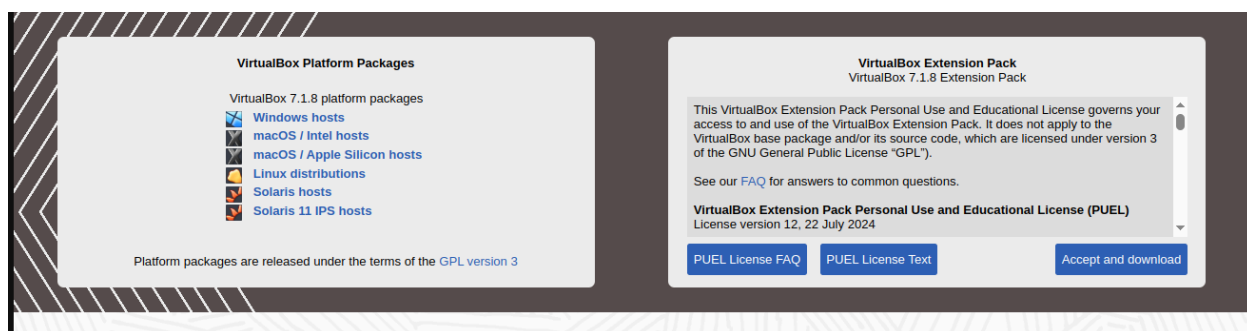 VirtualBox Platform Packages
VirtualBox 7.1.8 platform packages
Windows hosts
macOS / Intel hosts
macOS / Apple Silicon hosts
Linux distributions
Solaris hosts
Solaris 11 IPS hosts
Platform packages are released under the terms of the GPL version 3
VirtualBox Extension Pack
VirtualBox 7.1.8 Extension Pack
This VirtualBox Extension Pack Personal Use and Educational License governs your
access to and use of the VirtualBox Extension Pack. It does not apply to the
VirtualBox base package and/or its source code, which are licensed under version 3
of the GNU General Public License “GPL”).
See our FAQ for answers to common questions.
VirtualBox Extension Pack Personal Use and Educational License (PUEL)
License version 12, 22 July 2024
PUEL License FAQ
PUEL License Text
Accept and download